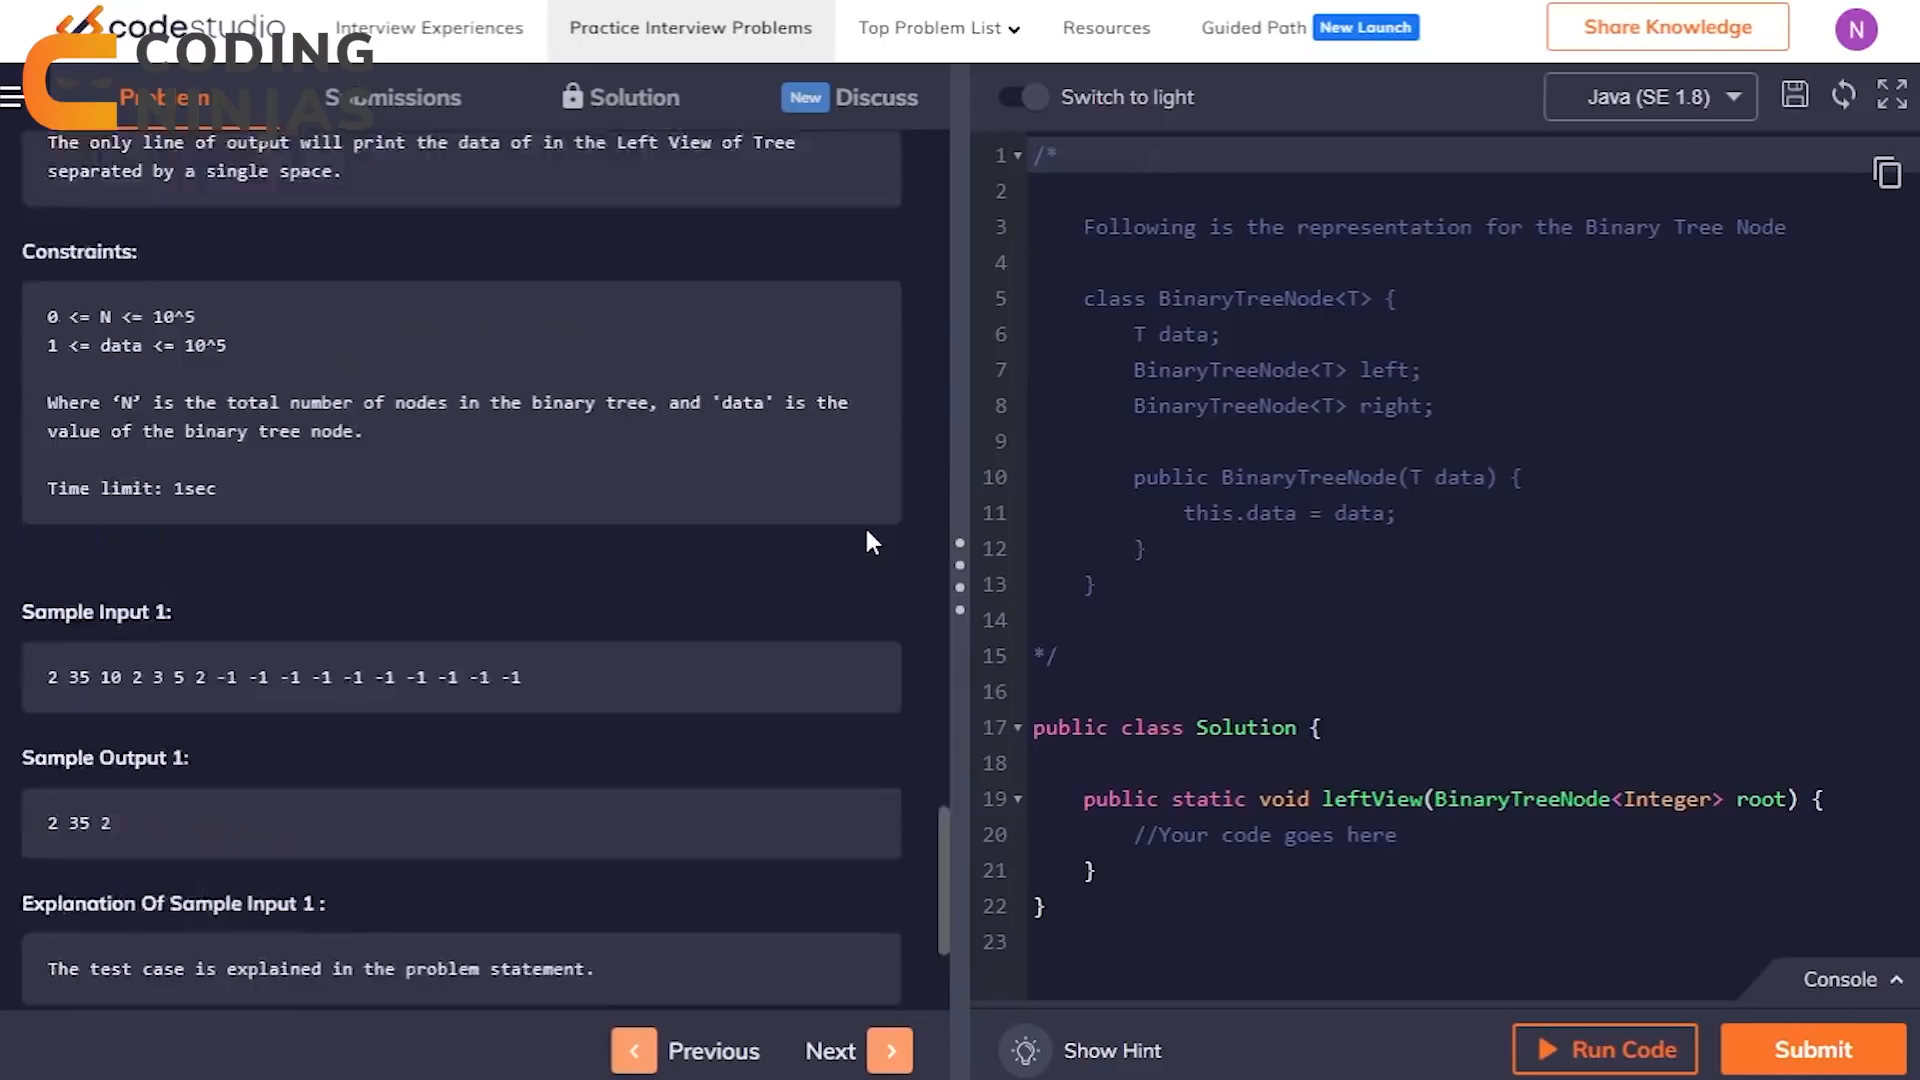 codestudio
Interview Experiences
Practice Interview Problems
Top Problem List
Resources
Guided Path New Launch
Share Knowledge
N
CODING
NINJAS
Problem
Submissions
Solution
New Discuss
Switch to light
Java (SE 1.8)
The only line of output will print the data of in the Left View of Tree
separated by a single space.
Constraints:
0 <= N <= 10^5
1 <= data <= 10^5
Where ‘N’ is the total number of nodes in the binary tree, and 'data' is the
value of the binary tree node.
Time limit: 1sec
Sample Input 1:
2 35 10 2 3 5 2 -1 -1 -1 -1 -1 -1 -1 -1 -1 -1
Sample Output 1:
2 35 2
Explanation Of Sample Input 1 :
The test case is explained in the problem statement.
Previous
Next
1 /*
2
3 Following is the representation for the Binary Tree Node
4
5 class BinaryTreeNode<T> {
6 T data;
7 BinaryTreeNode<T> left;
8 BinaryTreeNode<T> right;
9
10 public BinaryTreeNode(T data) {
11 this.data = data;
12 }
13 }
14
15 */
16
17 public class Solution {
18
19 public static void leftView(BinaryTreeNode<Integer> root) {
20 //Your code goes here
21 }
22 }
23
Console
Show Hint
Run Code
Submit